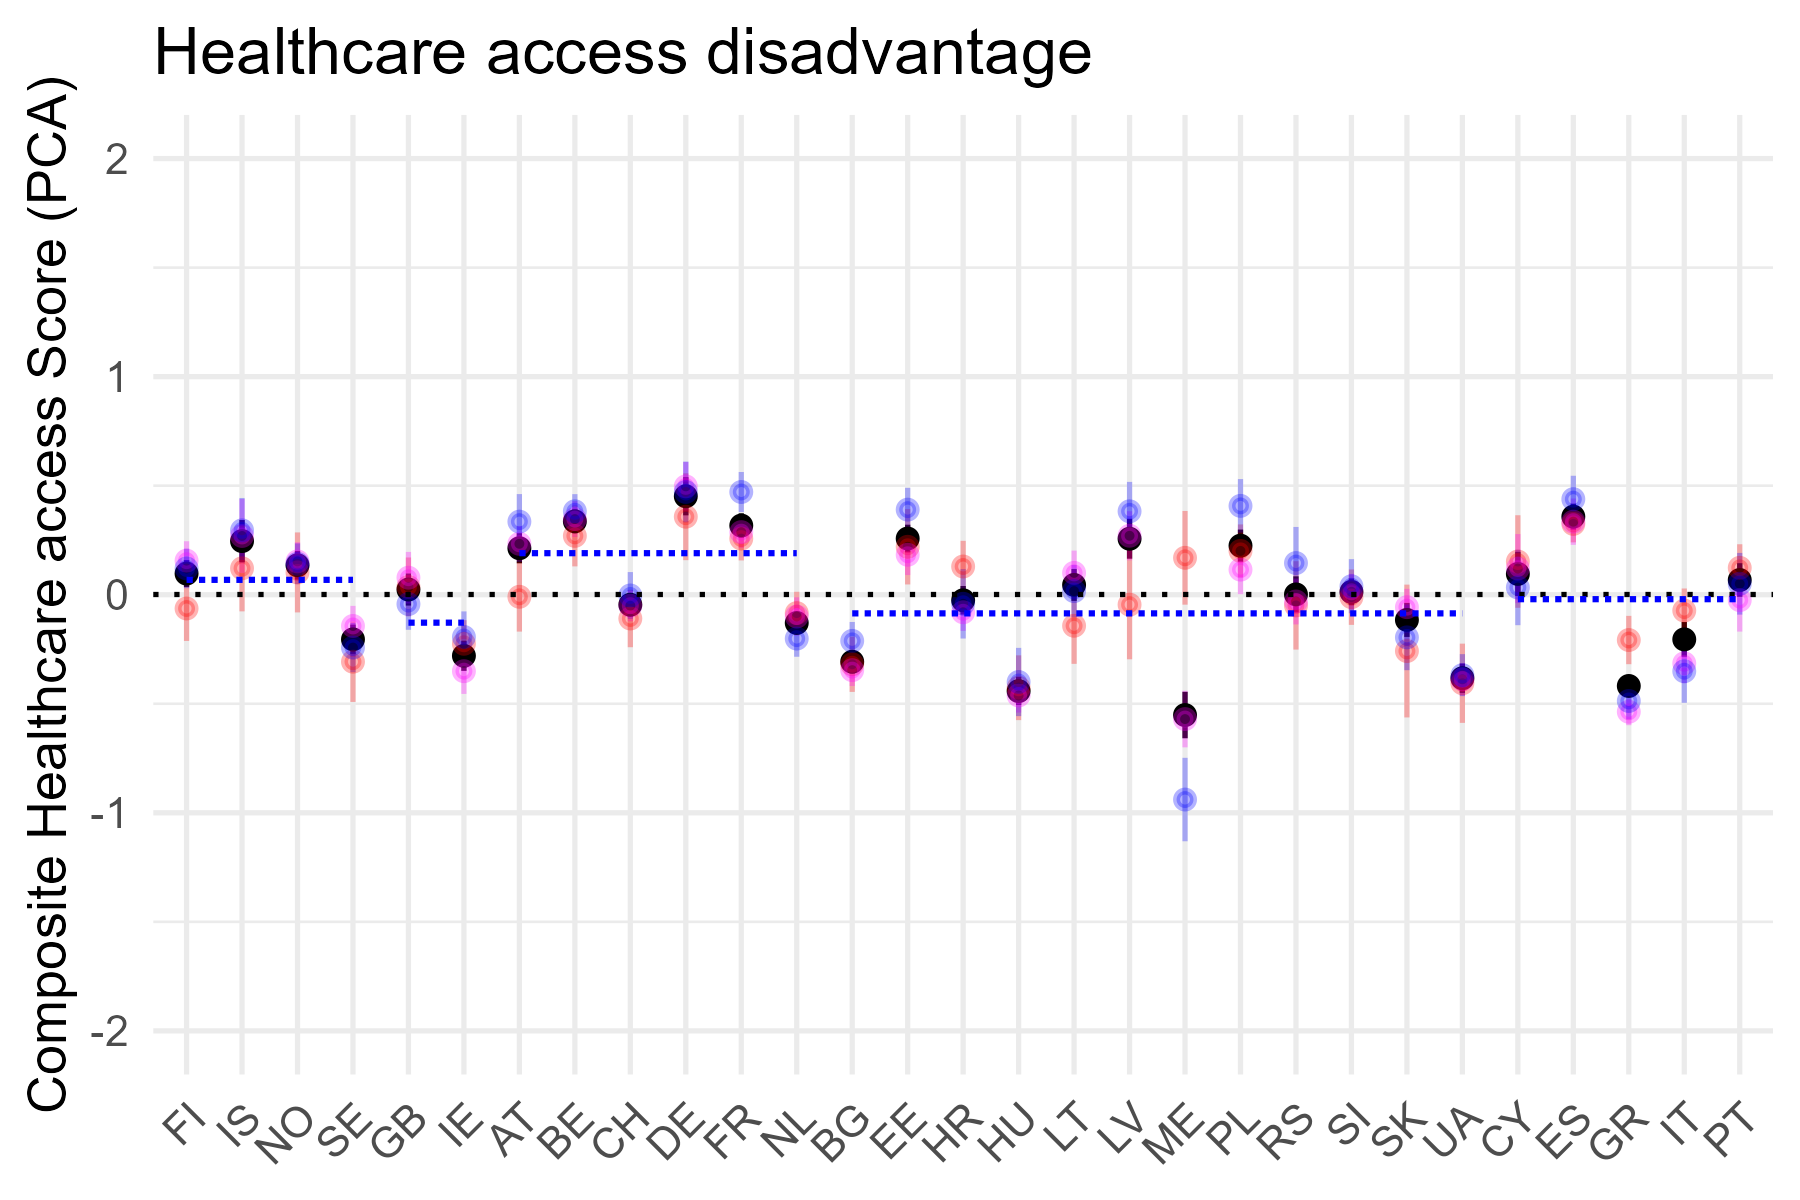 Healthcare access disadvantage
Composite Healthcare access Score (PCA)
2
1
0
-1
-2
FI
IS
NO
SE
GB
IE
AT
BE
CH
DE
FR
NL
BG
EE
HR
HU
LT
LV
ME
PL
RS
SI
SK
UA
CY
ES
GR
IT
PT